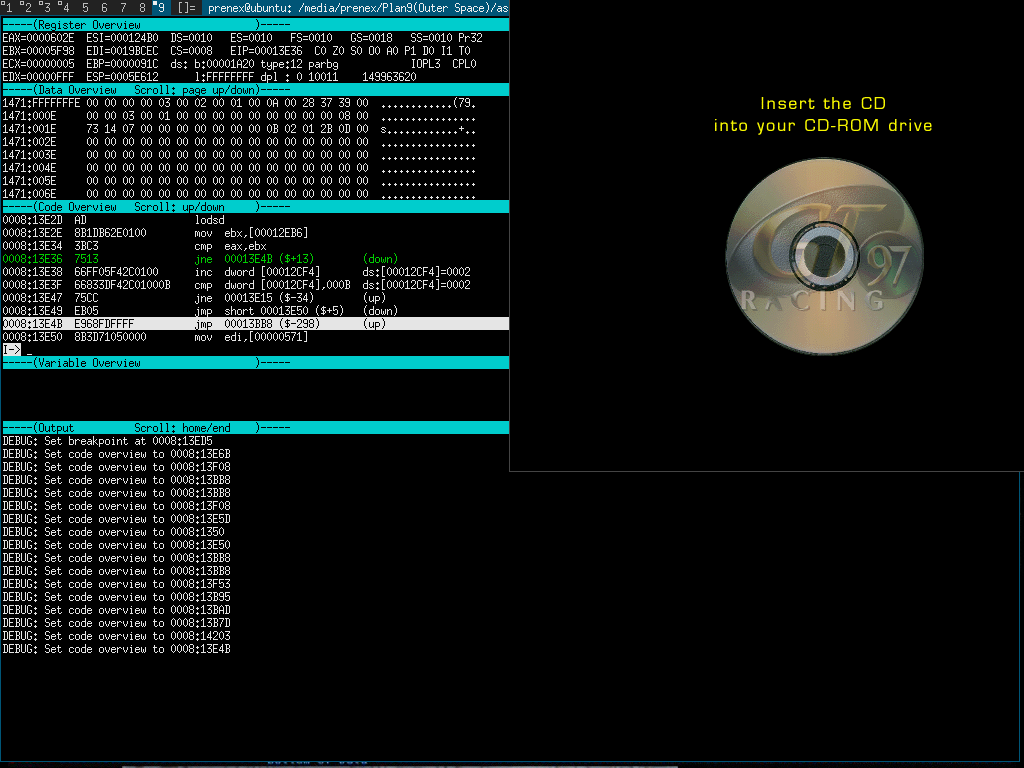 1 2 3 4 5 6 7 8 9 []= prenex@ubuntu: /media/prenex/Plan9(Outer Space)/as
-----(Register Overview )-----
EAX=0000602E ESI=000124B0 DS=0010 ES=0010 FS=0010 GS=0018 SS=0010 Pr32
EBX=00005F98 EDI=0019BCEC CS=0008 EIP=00013E36 C0 Z0 S0 O0 A0 P1 D0 I1 T0
ECX=00000005 EBP=0000091C ds: b:00001A20 type:12 parbg IOPL3 CPL0
EDX=00000FFF ESP=0005E612 l:FFFFFFFF dpl : 0 10011 149963620
-----(Data Overview Scroll: page up/down)-----
1471:FFFFFFFE 00 00 00 00 03 00 02 00 01 00 0A 00 28 37 39 00 ............(79.
1471:000E 00 00 03 00 01 00 00 00 00 00 00 00 00 00 08 00 ................
1471:001E 73 14 07 00 00 00 00 00 00 00 0B 02 01 2B 0D 00 s............+..
1471:002E 00 00 00 00 00 00 00 00 00 00 00 00 00 00 00 00 ................
1471:003E 00 00 00 00 00 00 00 00 00 00 00 00 00 00 00 00 ................
1471:004E 00 00 00 00 00 00 00 00 00 00 00 00 00 00 00 00 ................
1471:005E 00 00 00 00 00 00 00 00 00 00 00 00 00 00 00 00 ................
1471:006E 00 00 00 00 00 00 00 00 00 00 00 00 00 00 00 00 ................
-----(Code Overview Scroll: up/down )-----
0008:13E2D AD lodsd
0008:13E2E 8B1DB62E0100 mov ebx,[00012EB6]
0008:13E34 3BC3 cmp eax,ebx
0008:13E36 7513 jne 00013E4B ($+13) (down)
0008:13E38 66FF05F42C0100 inc dword [00012CF4] ds:[00012CF4]=0002
0008:13E3F 66833DF42C01000B cmp dword [00012CF4],000B ds:[00012CF4]=0002
0008:13E47 75CC jne 00013E15 ($-34) (up)
0008:13E49 EB05 jmp short 00013E50 ($+5) (down)
0008:13E4B E968FDFFFF jmp 00013BB8 ($-298) (up)
0008:13E50 8B3D71050000 mov edi,[00000571]
I-> _
-----(Variable Overview )-----
-----(Output Scroll: home/end )-----
DEBUG: Set breakpoint at 0008:13ED5
DEBUG: Set code overview to 0008:13E6B
DEBUG: Set code overview to 0008:13F08
DEBUG: Set code overview to 0008:13BB8
DEBUG: Set code overview to 0008:13BB8
DEBUG: Set code overview to 0008:13F08
DEBUG: Set code overview to 0008:13E5D
DEBUG: Set code overview to 0008:1350
DEBUG: Set code overview to 0008:13E50
DEBUG: Set code overview to 0008:13BB8
DEBUG: Set code overview to 0008:13BB8
DEBUG: Set code overview to 0008:13F53
DEBUG: Set code overview to 0008:13B95
DEBUG: Set code overview to 0008:13BAD
DEBUG: Set code overview to 0008:13B7D
DEBUG: Set code overview to 0008:14203
DEBUG: Set code overview to 0008:13E4B
Insert the CD
into your CD-ROM drive
GT 97
RACING